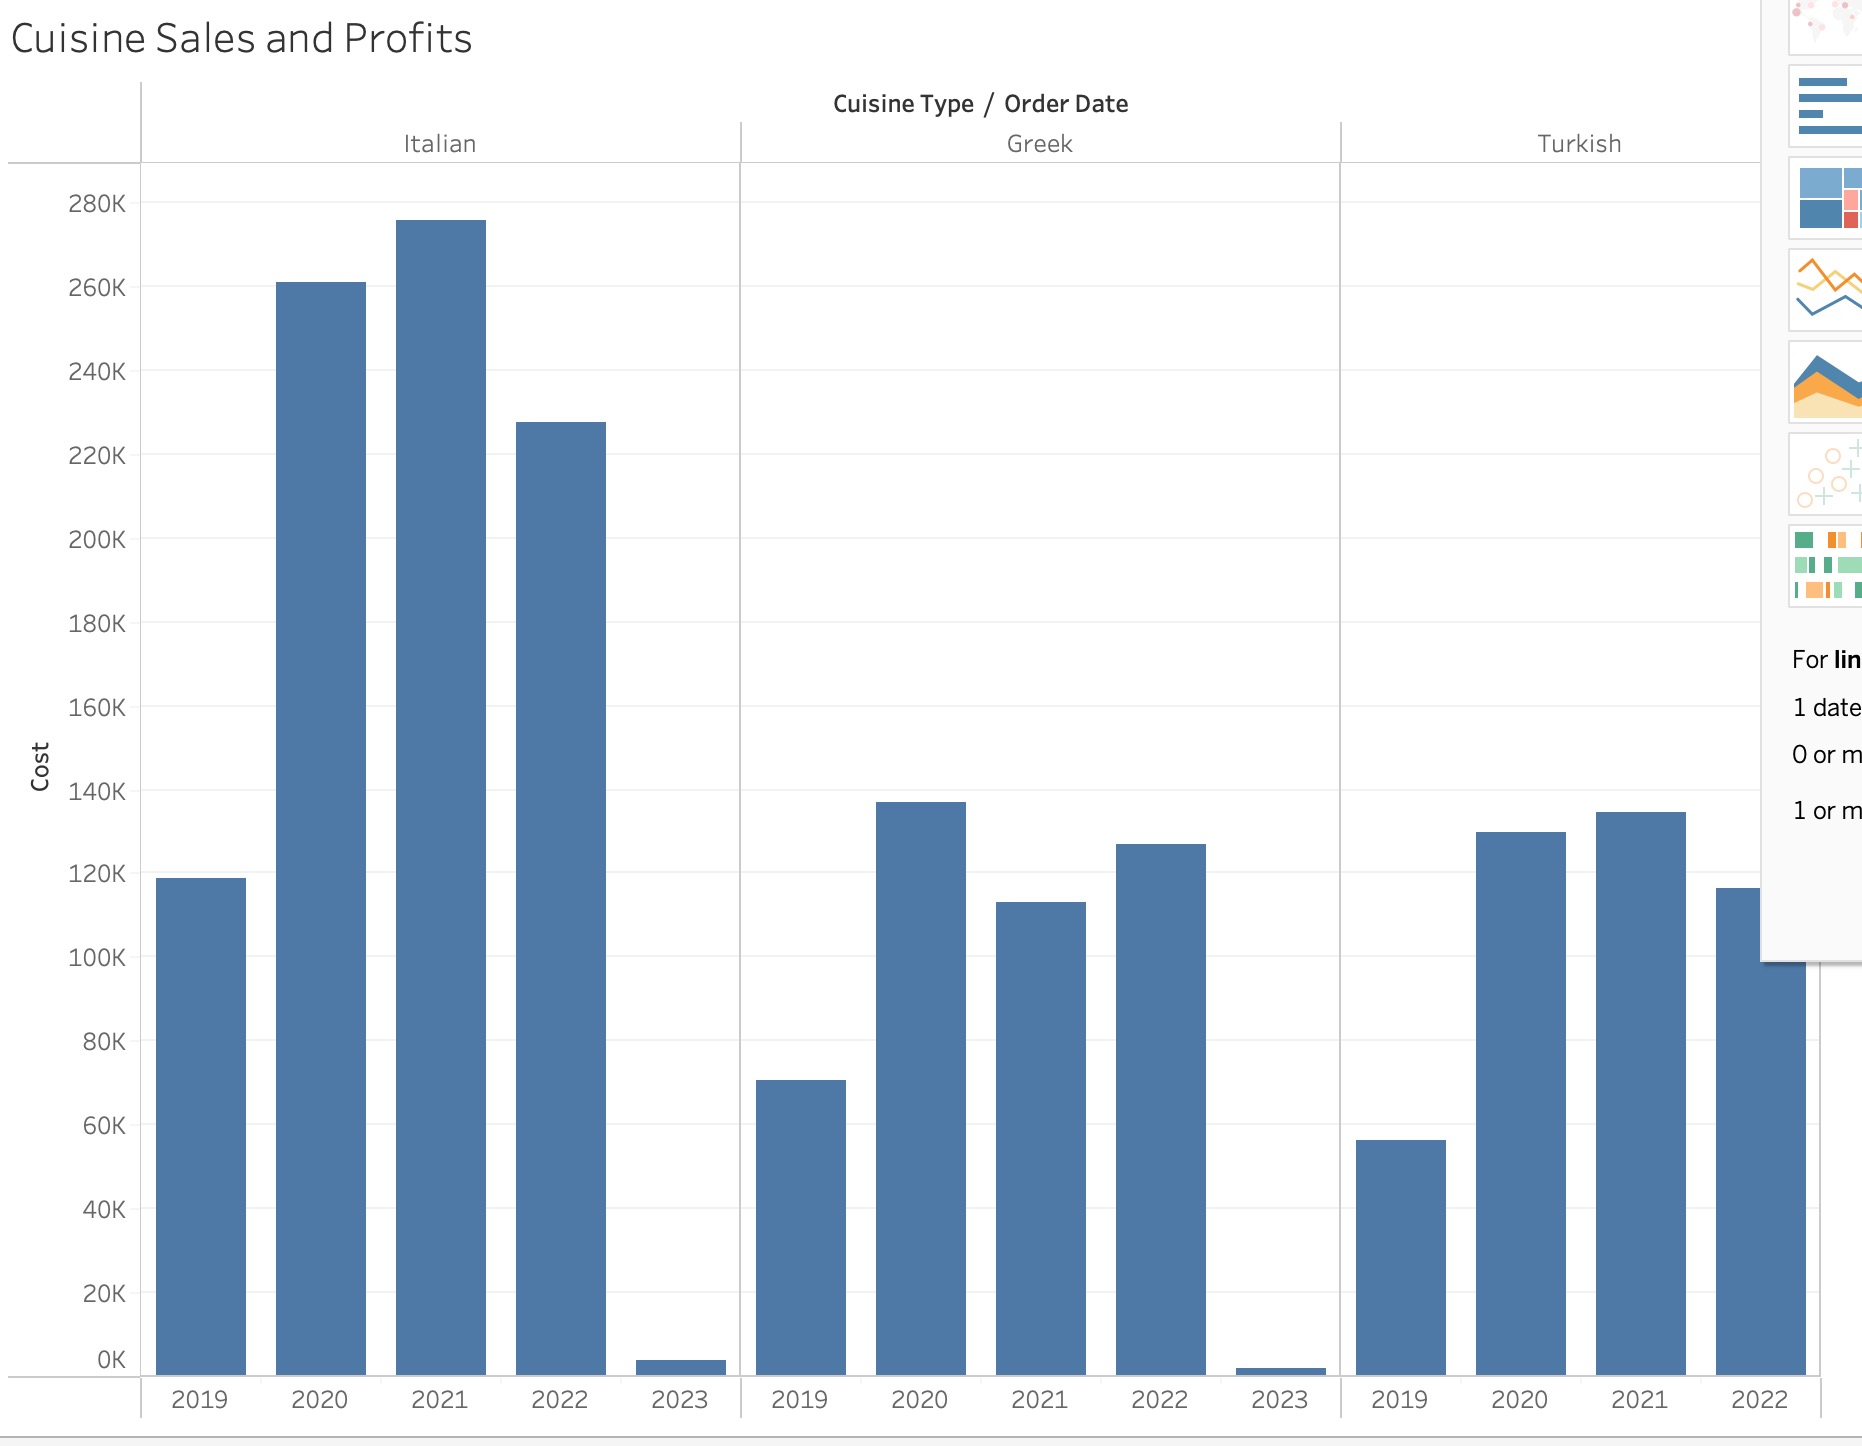 Cuisine Sales and Profits
Cuisine Type / Order Date
Italian
Greek
Turkish
280K
260K
240K
220K
200K
180K
160K
140K
120K
100K
80K
60K
40K
20K
0K
Cost
2019
2020
2021
2022
2023
2019
2020
2021
2022
2023
2019
2020
2021
2022
For lin
1 date
0 or m
1 or m